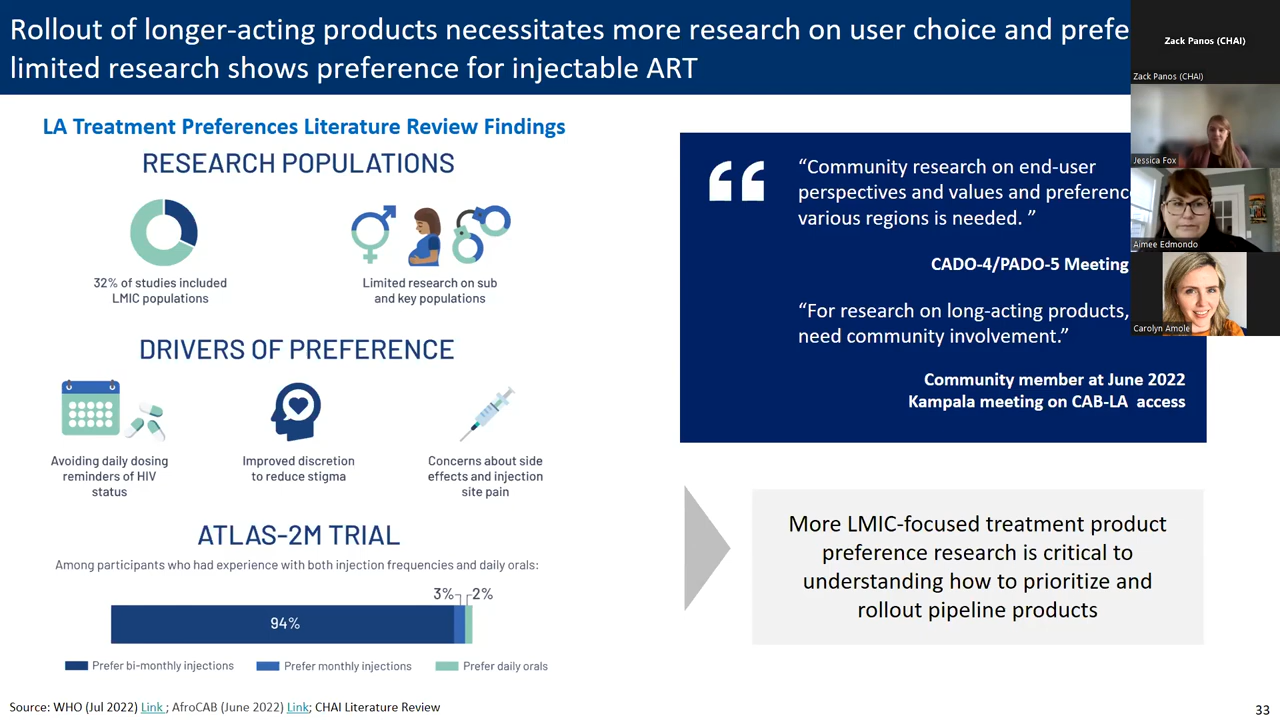 Rollout of longer-acting products necessitates more research on user choice and prefe
limited research shows preference for injectable ART
LA Treatment Preferences Literature Review Findings
RESEARCH POPULATIONS
32% of studies included
LMIC populations
Limited research on sub
and key populations
DRIVERS OF PREFERENCE
Avoiding daily dosing
reminders of HIV
status
Improved discretion
to reduce stigma
Concerns about side
effects and injection
site pain
ATLAS-2M TRIAL
Among participants who had experience with both injection frequencies and daily orals:
3%
2%
94%
Prefer bi-monthly injections
Prefer monthly injections
Prefer daily orals
“Community research on end-user
perspectives and values and preferenc
various regions is needed. ”
CADO-4/PADO-5 Meeting
“For research on long-acting products,
need community involvement.”
Community member at June 2022
Kampala meeting on CAB-LA access
More LMIC-focused treatment product
preference research is critical to
understanding how to prioritize and
rollout pipeline products
Zack Panos (CHAI)
Zack Panos (CHAI)
Jessica Fox
Aimee Edmondo
Carolyn Amole
Source: WHO (Jul 2022) Link ; AfroCAB (June 2022) Link; CHAI Literature Review
33